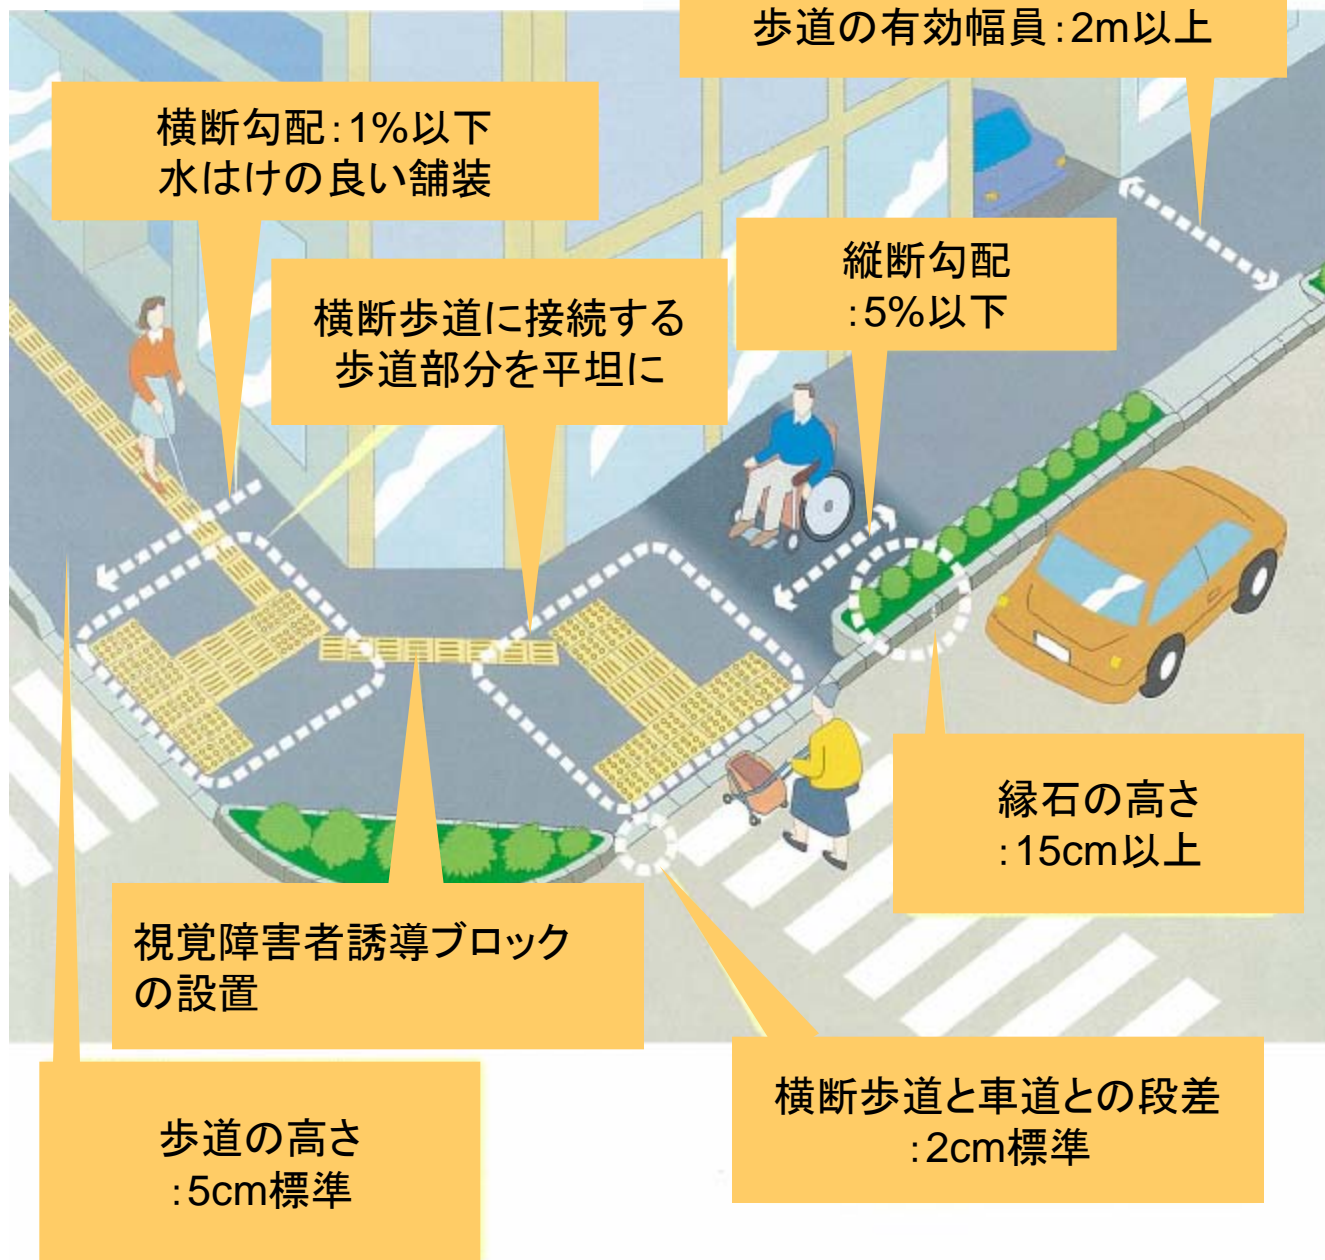 歩道の有効幅員:2m以上
横断勾配:1%以下
水はけの良い舗装
縦断勾配
:5%以下
横断歩道に接続する
歩道部分を平坦に
縁石の高さ
:15cm以上
視覚障害者誘導ブロック
の設置
横断歩道と車道との段差
:2cm標準
歩道の高さ
:5cm標準